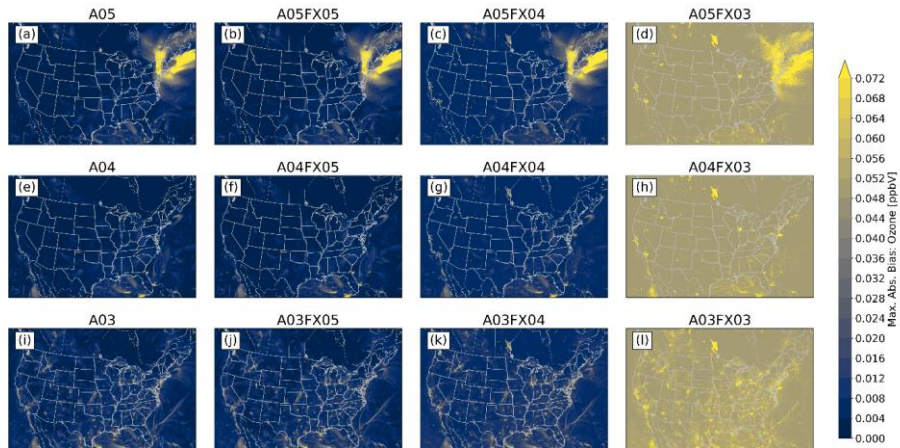 A05 A05FX05 A05FX04 A05FX03
(a) (b) (c) (d)
A04 A04FX05 A04FX04 A04FX03
(e) (f) (g) (h)
A03 A03FX05 A03FX04 A03FX03
(i) (j) (k) (l)
0.072
0.068
0.064
0.060
0.056
0.052
0.048
0.044
0.040
0.036
0.032
0.028
0.024
0.020
0.016
0.012
0.008
0.004
0.000
Max. Abs. Bias: Ozone [ppbV]